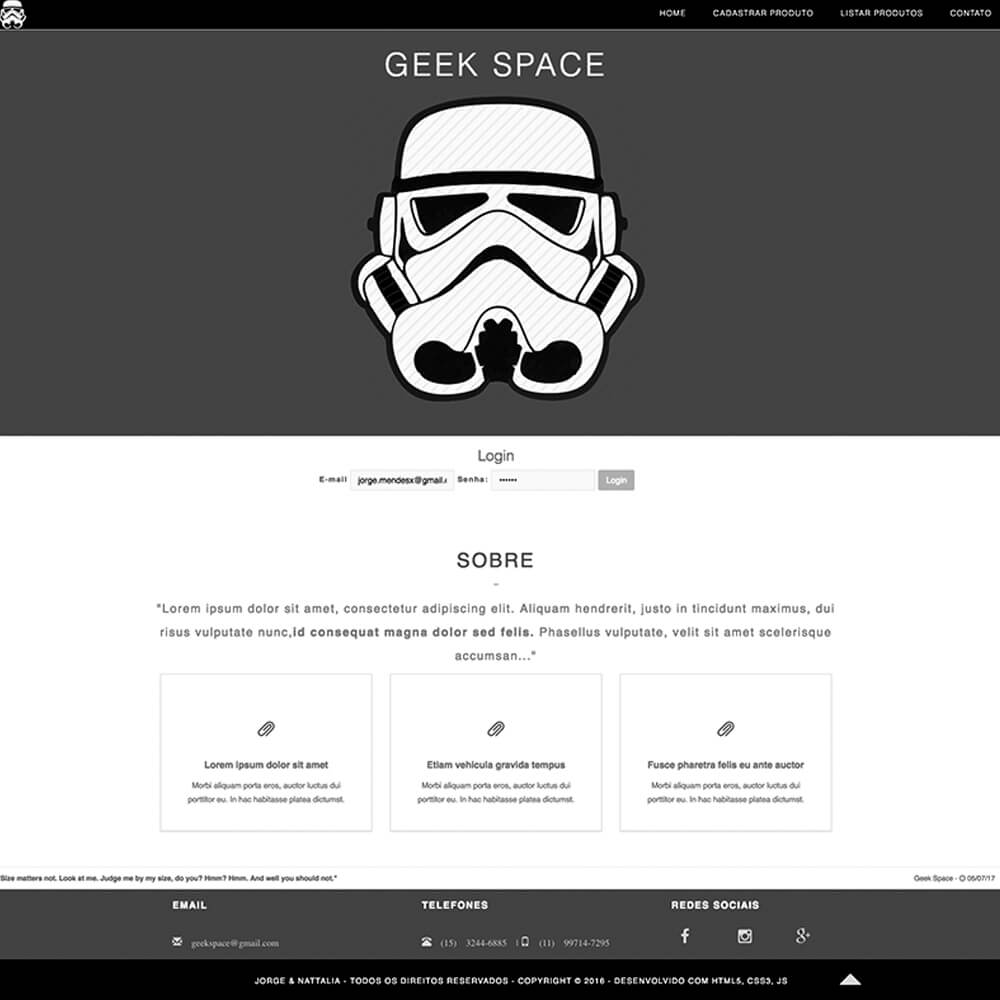 HOME CADASTRAR PRODUTO LISTAR PRODUTOS CONTATO
GEEK SPACE
Login
E-mail jorge.mendesx@gmail. Senha: •••••• Login
SOBRE
"Lorem ipsum dolor sit amet, consectetur adipiscing elit. Aliquam hendrerit, justo in tincidunt maximus, dui
risus vulputate nunc,id consequat magna dolor sed felis. Phasellus vulputate, velit sit amet scelerisque
accumsan..."
Lorem ipsum dolor sit amet
Morbi aliquam porta eros, auctor luctus dui
porttitor eu. In hac habitasse platea dictumst.
Etiam vehicula gravida tempus
Morbi aliquam porta eros, auctor luctus dui
porttitor eu. In hac habitasse platea dictumst.
Fusce pharetra felis eu ante auctor
Morbi aliquam porta eros, auctor luctus dui
porttitor eu. In hac habitasse platea dictumst.
Size matters not. Look at me. Judge me by my size, do you? Hmm? Hmm. And well you should not."
Geek Space - 05/07/17
EMAIL
geekspace@gmail.com
TELEFONES
(15) 3244-6885 | (11) 99714-7295
REDES SOCIAIS
JORGE & NATTALIA - TODOS OS DIREITOS RESERVADOS - COPYRIGHT © 2016 - DESENVOLVIDO COM HTML5, CSS3, JS